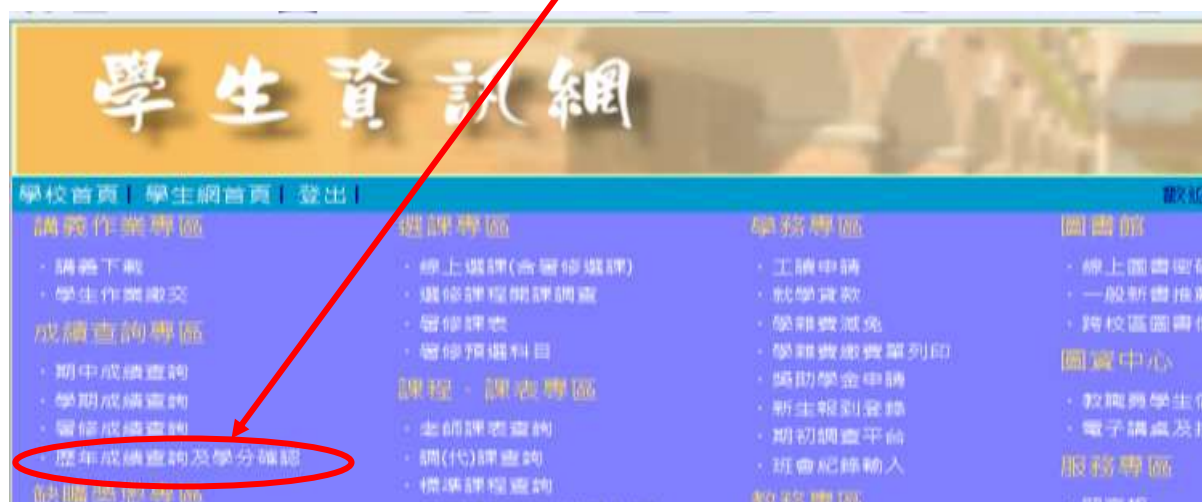 學生資訊網
學校首頁 | 學生網首頁 | 登出 |
講義作業專區
· 講義下載
· 學生作業繳交
成績查詢專區
· 期中成績查詢
· 學期成績查詢
· 暑修成績查詢
· 歷年成績查詢及學分確認
選課專區
· 線上選課(含暑修選課)
· 選修課程開課調查
· 暑修課表
· 暑修預選科目
課程、課表專區
· 老師課表查詢
· 調(代)課查詢
· 標準課程查詢
學務專區
· 工讀申請
· 就學貸款
· 學雜費減免
· 學雜費繳費單列印
· 獎助學金申請
· 新生報到登錄
· 期初調查平台
· 班會紀錄輸入
教務專區
圖書館
· 線上圖書
· 一般新書推
· 跨校區圖書
圖資中心
· 教職員學生
· 電子講桌及
服務專區